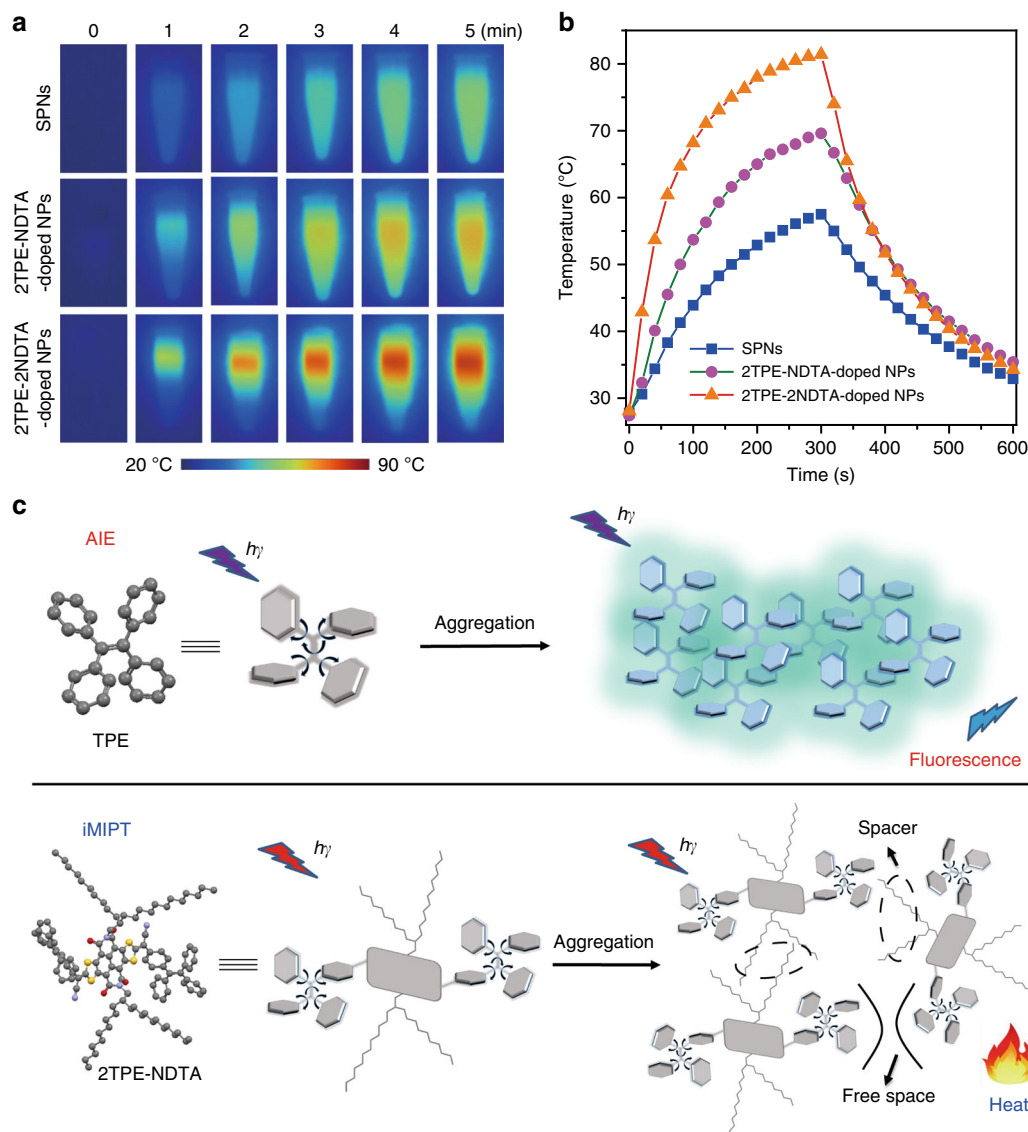 a
0 1 2 3 4 5 (min)
SPNs
2TPE-NDTA
-doped NPs
2TPE-2NDTA
-doped NPs
20 °C 90 °C
b
80
70
60
50
40
30
Temperature (°C)
SPNs
2TPE-NDTA-doped NPs
2TPE-2NDTA-doped NPs
0 100 200 300 400 500 600
Time (s)
c
AIE
hγ
hγ
Aggregation
TPE
Fluorescence
iMIPT
hγ
hγ
Spacer
Aggregation
2TPE-NDTA
Free space
Heat